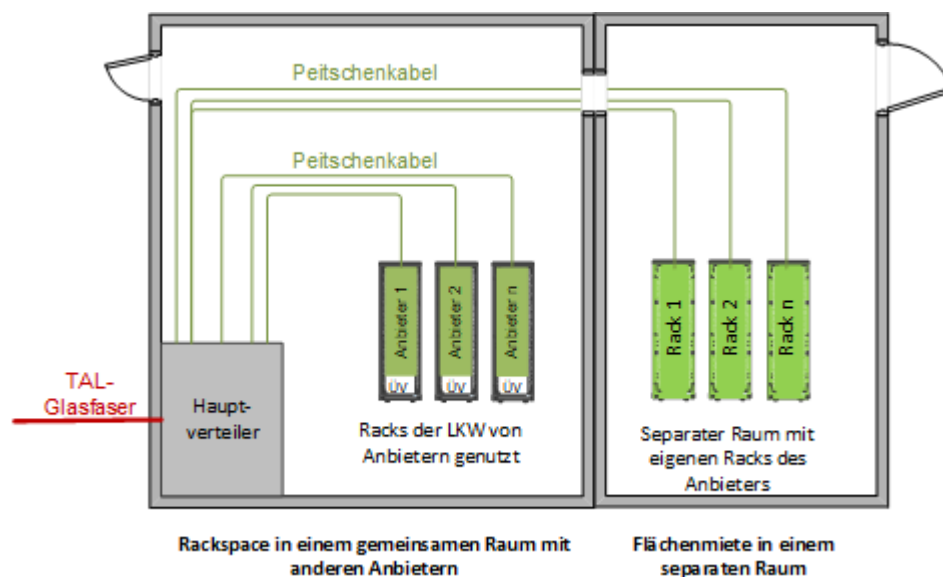 Peitschenkabel
Peitschenkabel
Anbieter 1
Anbieter 2
Anbieter n
ÜV
ÜV
ÜV
Rack 1
Rack 2
Rack n
TAL-
Glasfaser
Haupt-
verteiler
Racks der LKW von
Anbietern genutzt
Separater Raum mit
eigenen Racks des
Anbieters
Rackspace in einem gemeinsamen Raum mit
anderen Anbietern
Flächenmiete in einem
separaten Raum